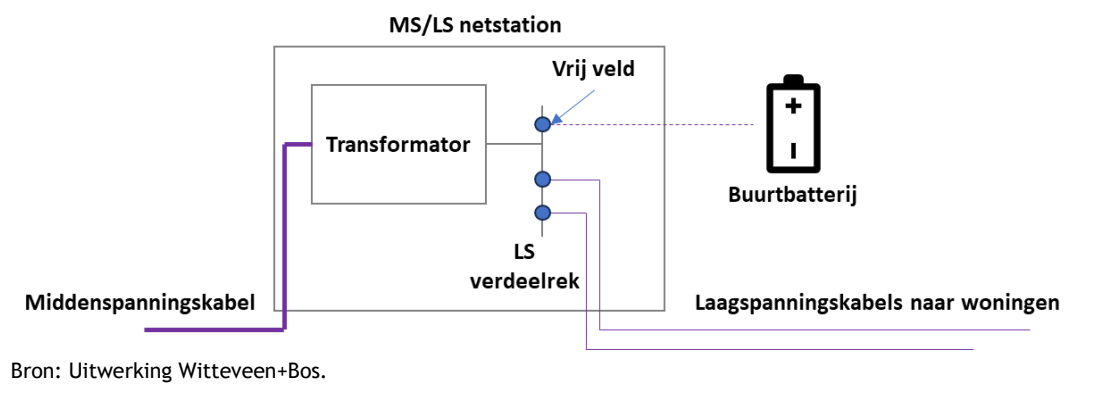 MS/LS netstation
Vrij veld
Transformator
+
Buurtbatterij
LS
verdeelrek
Middenspanningskabel
Laagspanningskabels naar woningen
Bron: Uitwerking Witteveen+Bos.